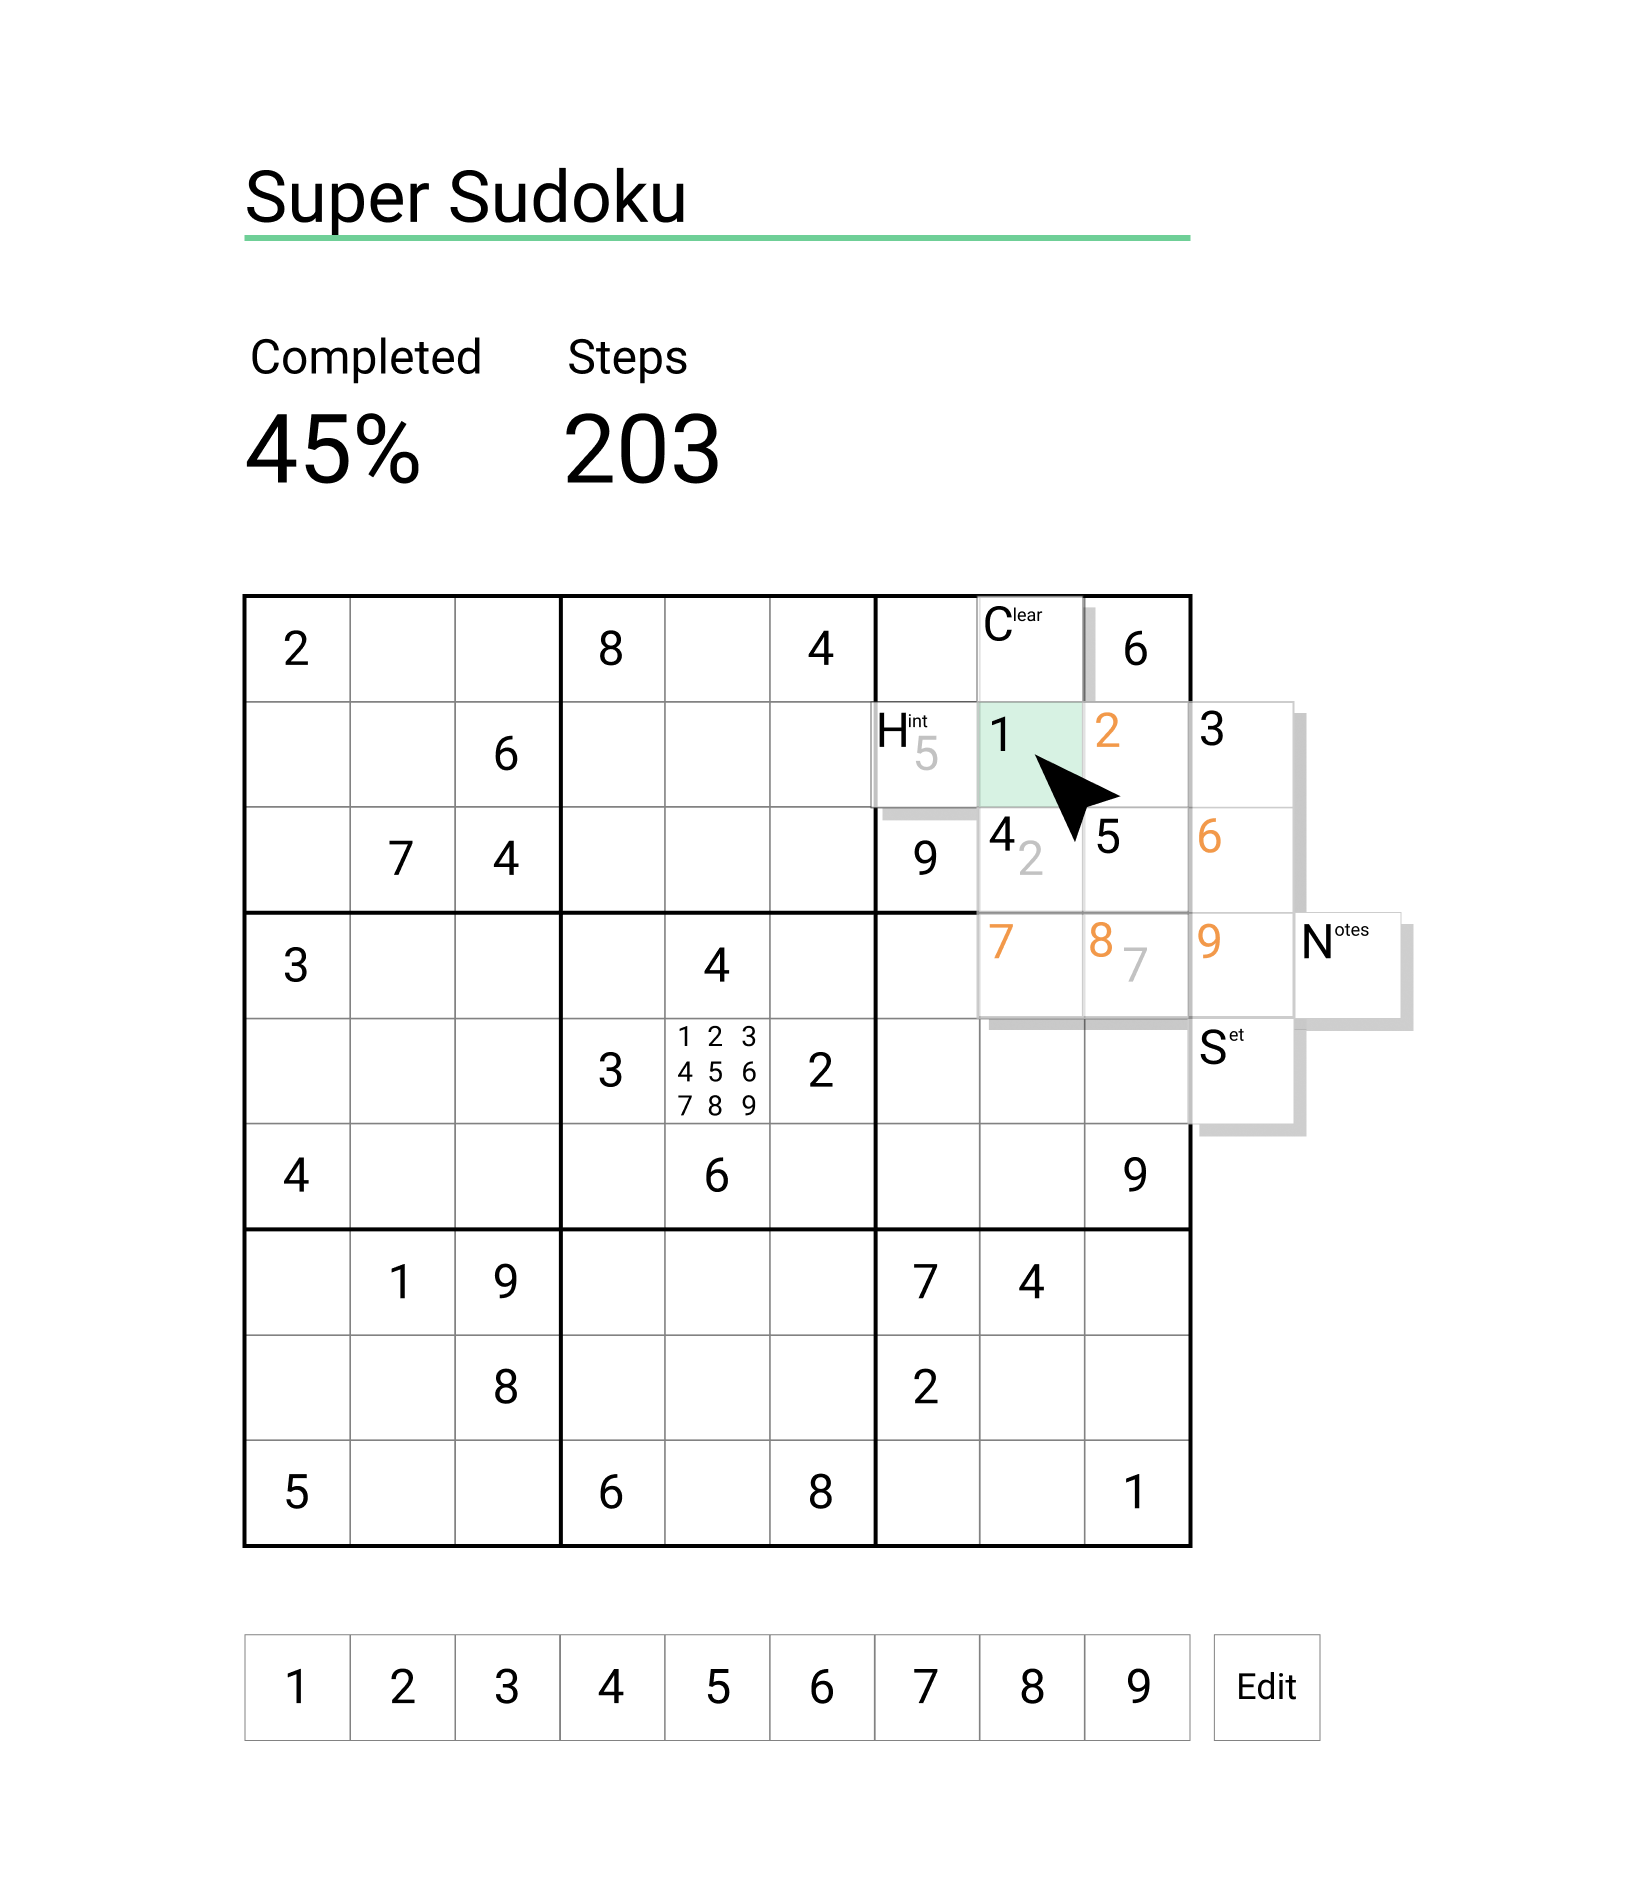 Super Sudoku
Completed Steps
45% 203
2 8 4 Clear 6
6 Hint 5 1 2 3
7 4 9 4 2 5 6
3 4 7 8 7 9 Notes
1 2 3
3 4 5 6 2 Set
7 8 9
4 6 9
1 9 7 4
8 2
5 6 8 1
1 2 3 4 5 6 7 8 9 Edit